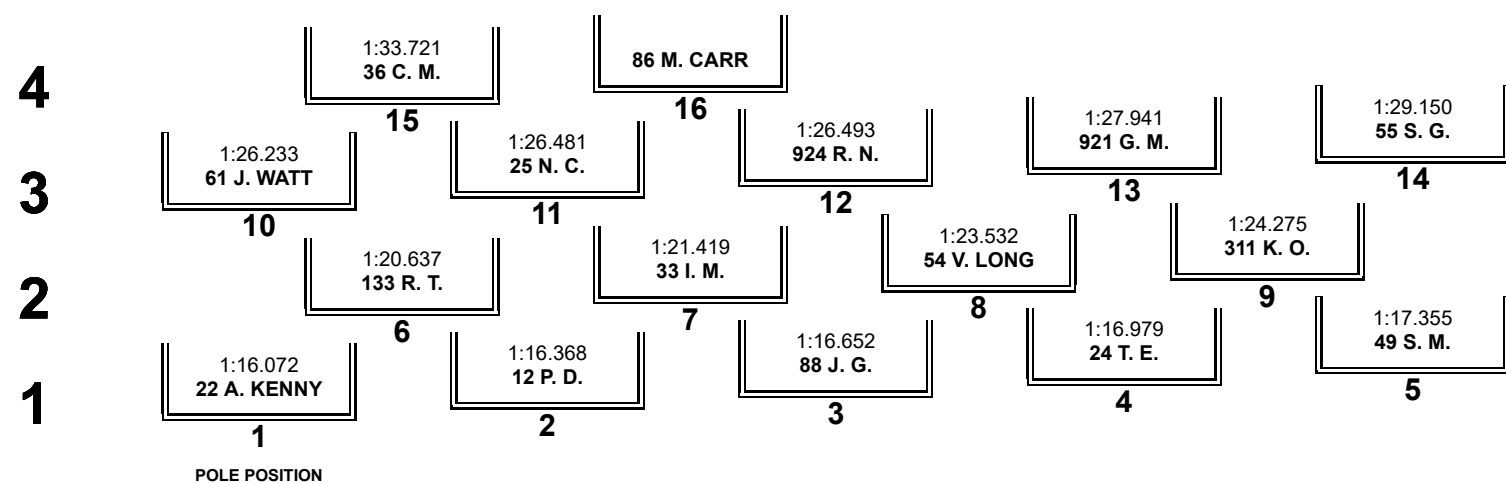 4
1:33.721
36 C. M.
15
86 M. CARR
16
3
1:26.233
61 J. WATT
10
1:26.481
25 N. C.
11
1:26.493
924 R. N.
12
1:27.941
921 G. M.
13
1:29.150
55 S. G.
14
2
1:20.637
133 R. T.
6
1:21.419
33 I. M.
7
1:23.532
54 V. LONG
8
1:24.275
311 K. O.
9
1
1:16.072
22 A. KENNY
1
1:16.368
12 P. D.
2
1:16.652
88 J. G.
3
1:16.979
24 T. E.
4
1:17.355
49 S. M.
5
POLE POSITION